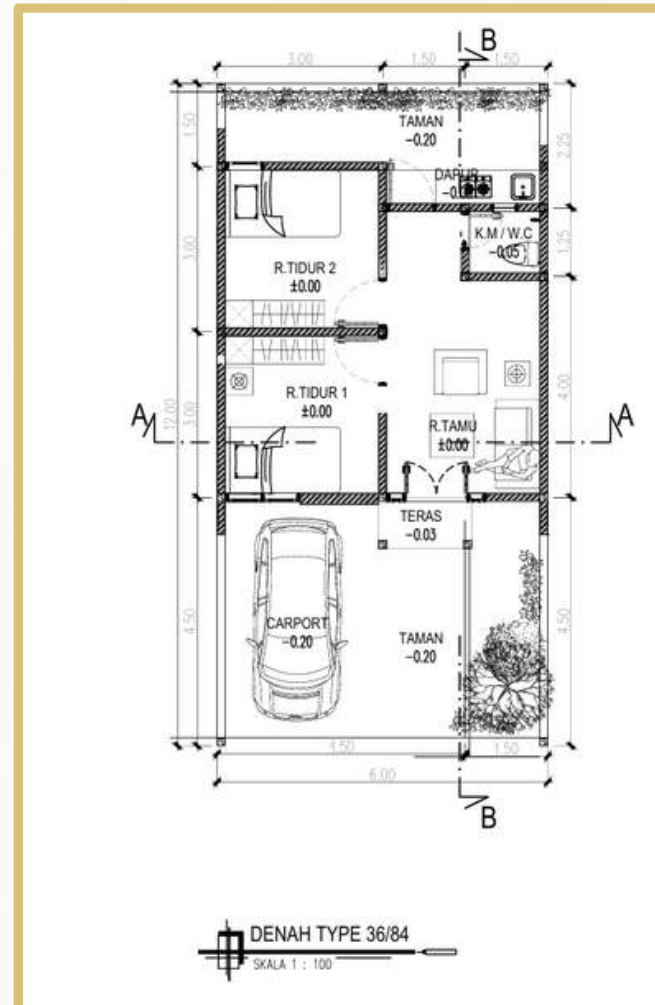 B
3.00
1.50
1.50
TAMAN
-0.20
1.50
2.25
DAPUR
K.M / W.C
-0.05
1.25
R.TIDUR 2
±0.00
3.00
12.00
R.TIDUR 1
±0.00
3.00
4.00
A
A
R.TAMU
±0.00
TERAS
-0.03
CARPORT
-0.20
TAMAN
-0.20
4.50
4.50
4.50
1.50
6.00
B
DENAH TYPE 36/84
SKALA 1 : 100